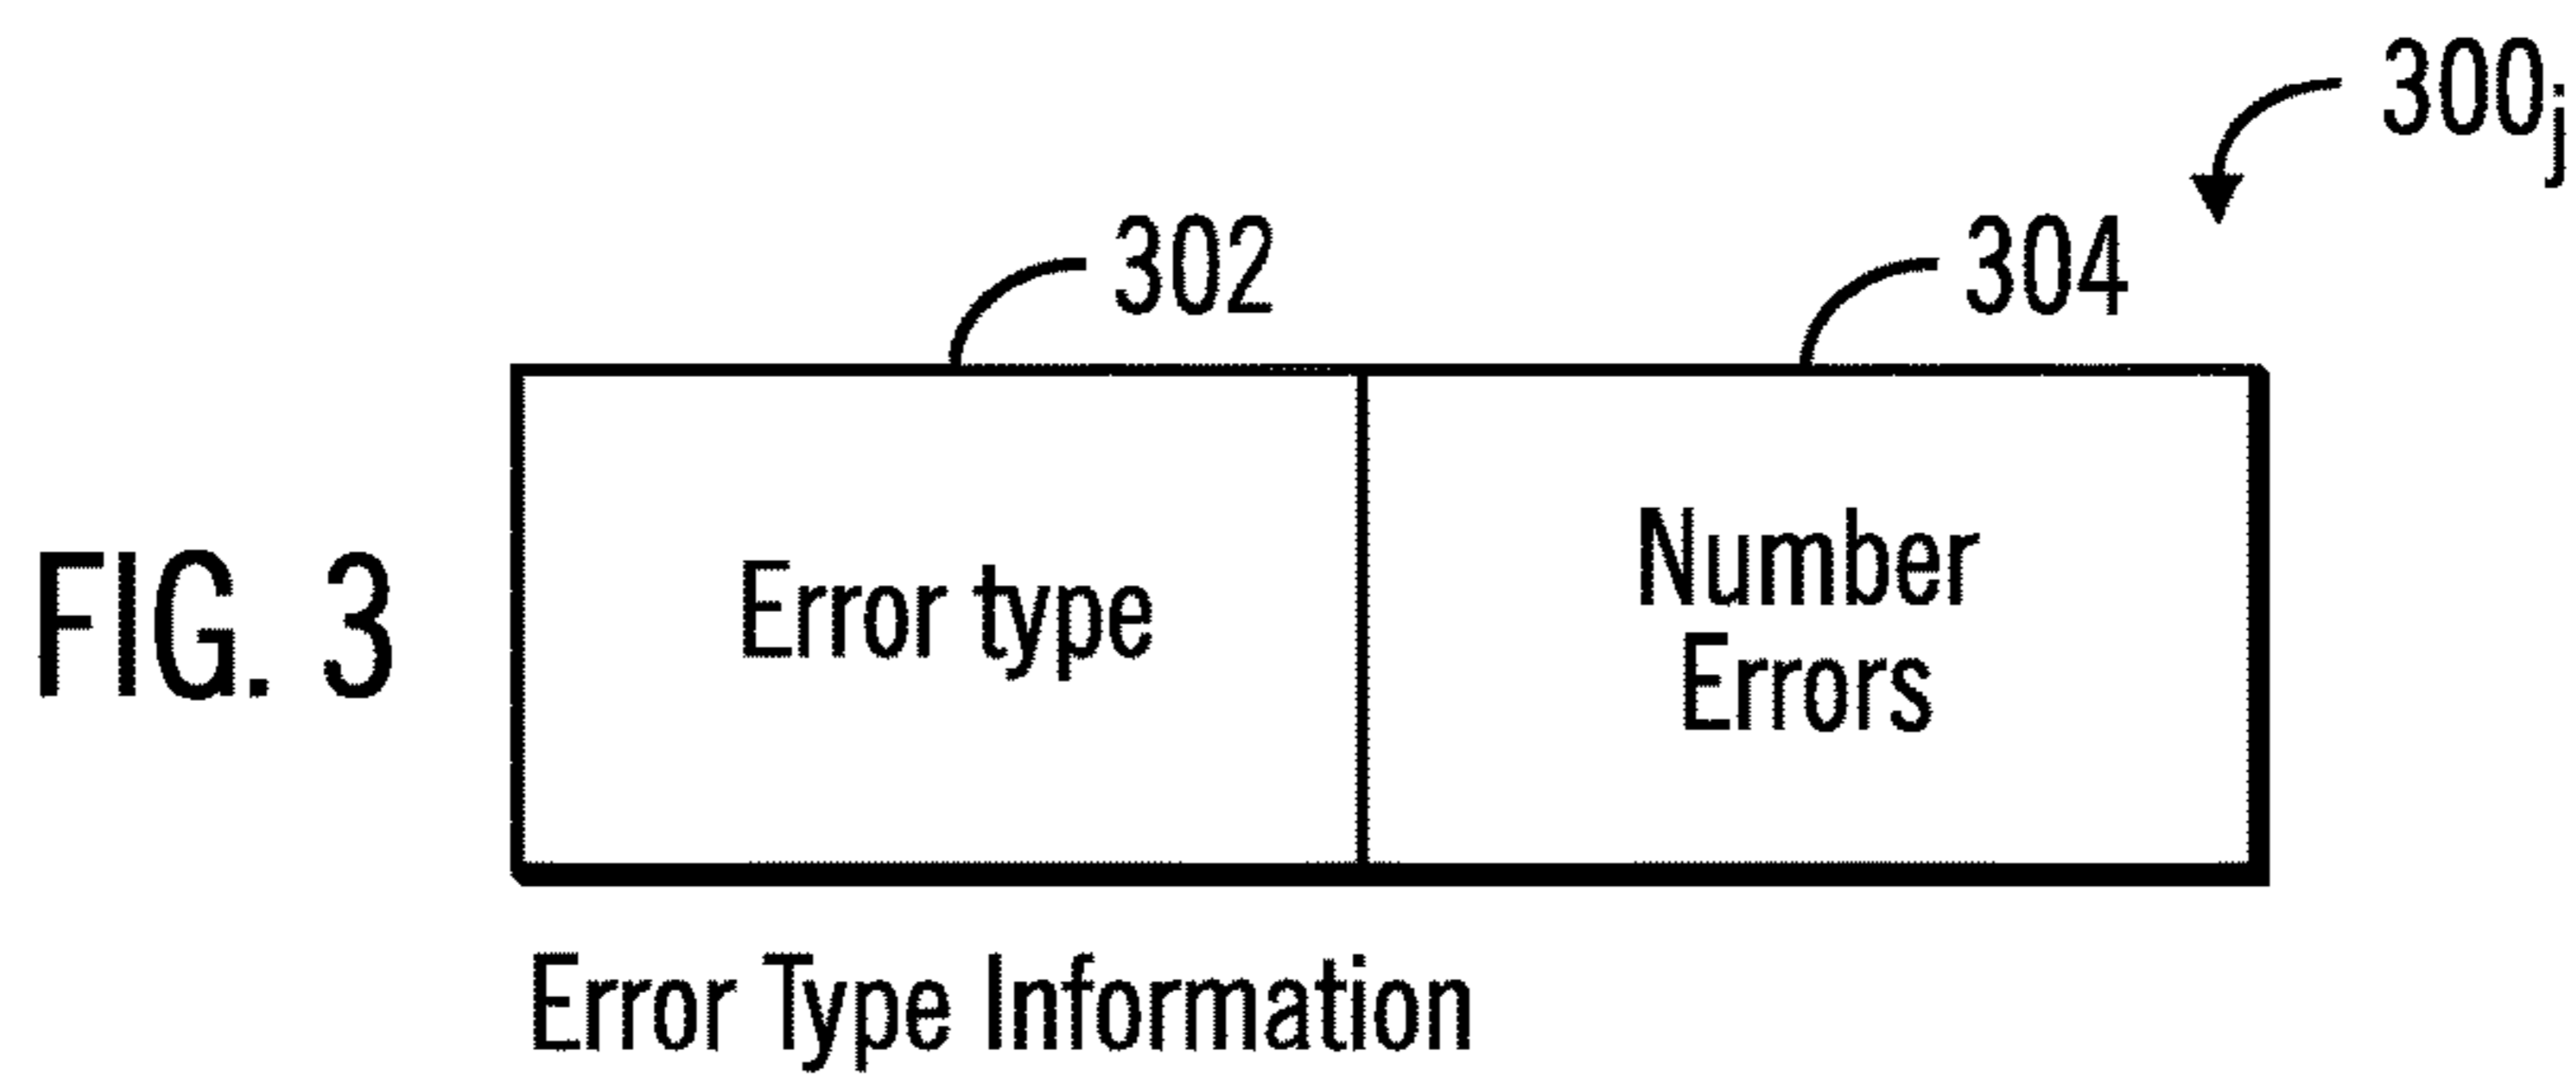 300j
302
304
FIG. 3
Error type
Number
Errors
Error Type Information